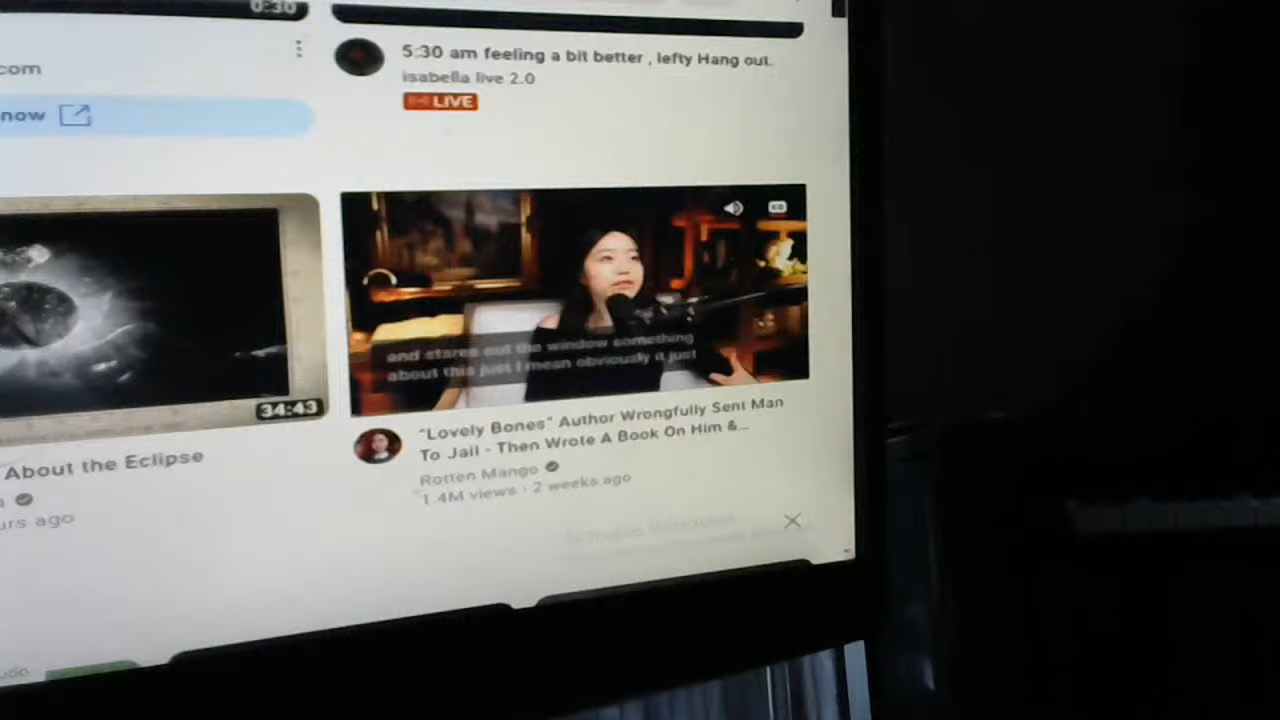 0:30
5:30 am feeling a bit better , lefty Hang out.
com
isabella live 2.0
LIVE
now
and stares out the window something
about this just I mean obviously it just
34:43
"Lovely Bones" Author Wrongfully Sent Man
To Jail - Then Wrote A Book On Him &...
About the Eclipse
Rotten Mango
1.4M views · 2 weeks ago
urs ago